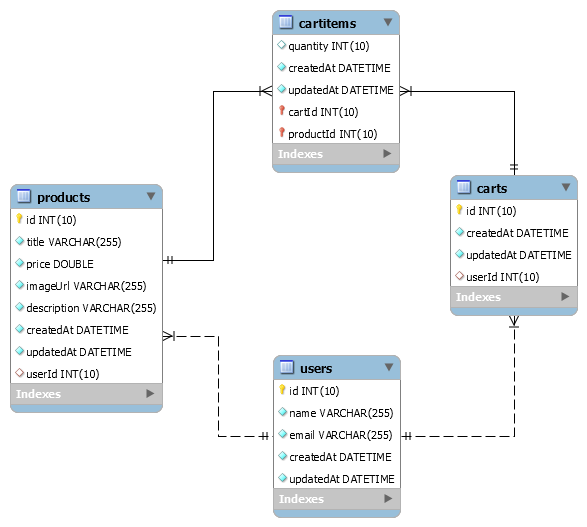 cartitems
quantity INT(10)
createdAt DATETIME
updatedAt DATETIME
cartId INT(10)
productId INT(10)
Indexes
products
id INT(10)
title VARCHAR(255)
price DOUBLE
imageUrl VARCHAR(255)
description VARCHAR(255)
createdAt DATETIME
updatedAt DATETIME
userId INT(10)
Indexes
carts
id INT(10)
createdAt DATETIME
updatedAt DATETIME
userId INT(10)
Indexes
users
id INT(10)
name VARCHAR(255)
email VARCHAR(255)
createdAt DATETIME
updatedAt DATETIME
Indexes